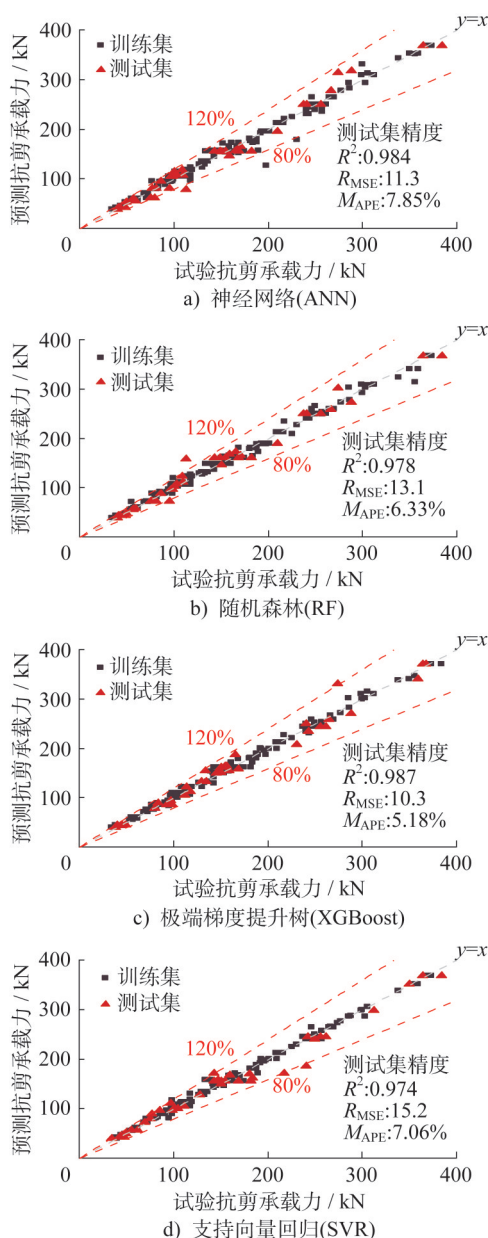 y=x
400
训练集
测试集
300
120%
200
测试集精度
R²:0.984
80%
R_MSE:11.3
100
M_APE:7.85%
预测抗剪承载力 / kN
0 100 200 300 400
试验抗剪承载力 / kN
a) 神经网络(ANN)
y=x
400
训练集
测试集
300
120%
200
测试集精度
R²:0.978
80%
R_MSE:13.1
100
M_APE:6.33%
预测抗剪承载力 / kN
0 100 200 300 400
试验抗剪承载力 / kN
b) 随机森林(RF)
y=x
400
训练集
测试集
300
120%
200
测试集精度
R²:0.987
80%
R_MSE:10.3
100
M_APE:5.18%
预测抗剪承载力 / kN
0 100 200 300 400
试验抗剪承载力 / kN
c) 极端梯度提升树(XGBoost)
y=x
400
训练集
测试集
300
120%
200
测试集精度
R²:0.974
80%
R_MSE:15.2
100
M_APE:7.06%
预测抗剪承载力 / kN
0 100 200 300 400
试验抗剪承载力 / kN
d) 支持向量回归(SVR)